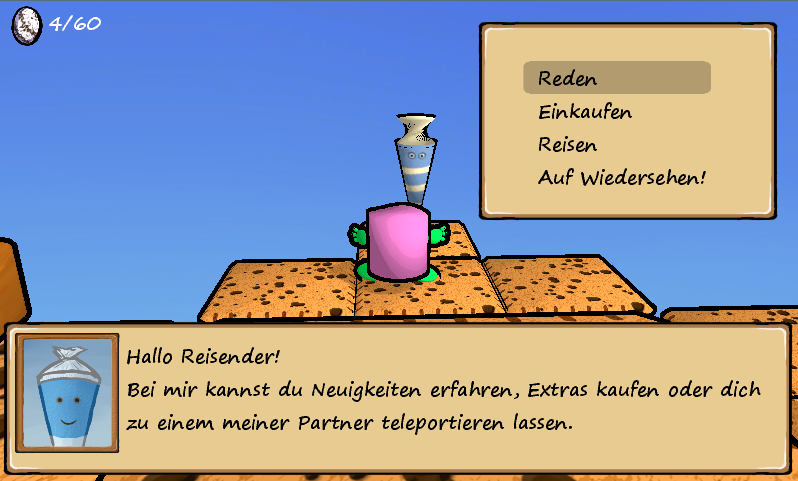 4/60
Reden
Einkaufen
Reisen
Auf Wiedersehen!
Hallo Reisender!
Bei mir kannst du Neuigkeiten erfahren, Extras kaufen oder dich
zu einem meiner Partner teleportieren lassen.